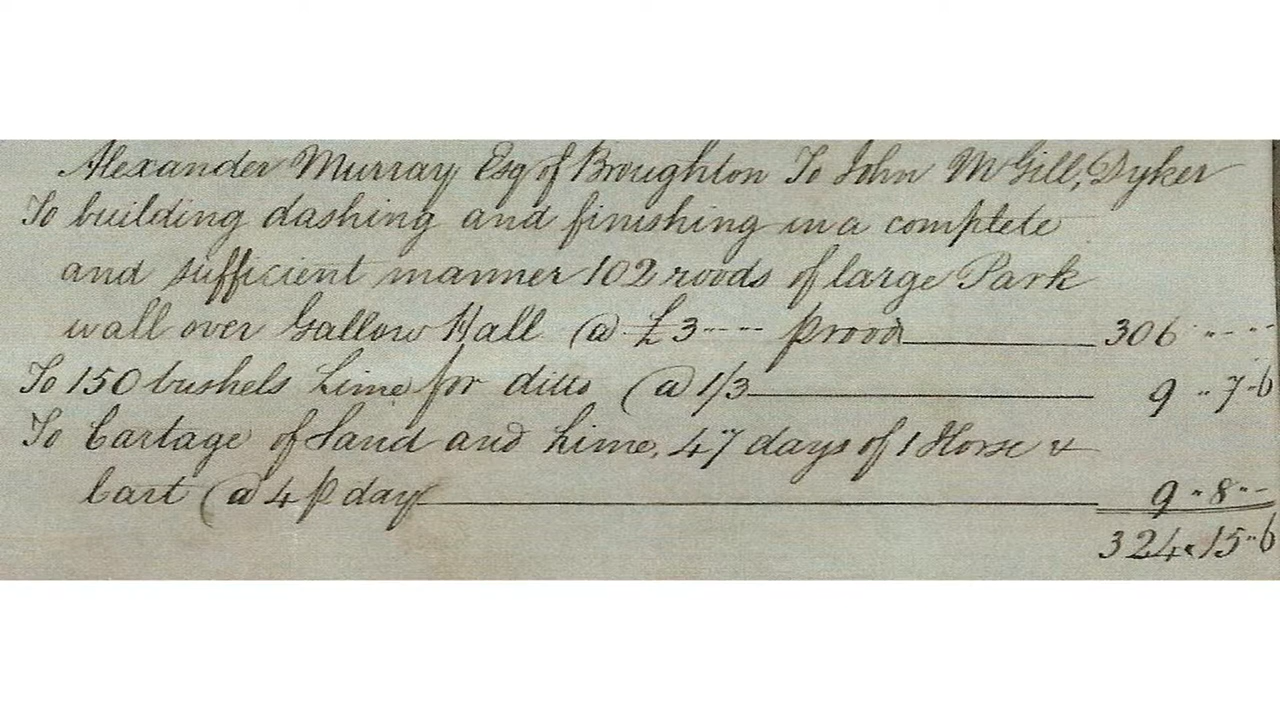 Alexander Murray Esq of Broughton To John McGill, Dyker
To building dashing and finishing in a complete
and sufficient manner 102 roods of large Park
wall over Gallow Hall @ £3 .. .. p rood 306 .. .. ..
To 150 bushels Lime for ditto @ 1/3 9 .. 7 .. 6
To Cartage of Sand and Lime, 47 days of 1 Horse &
Cart @ 4 p day 9 .. 8 .. ..
324 .. 15 .. 6